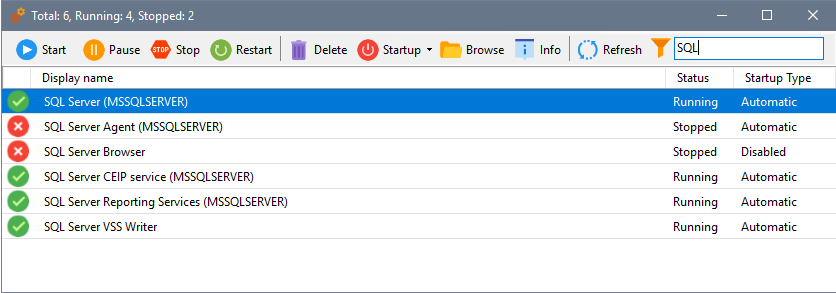 Total: 6, Running: 4, Stopped: 2
Start Pause STOP Stop Restart Delete Startup Browse Info Refresh SQL
Display name Status Startup Type
SQL Server (MSSQLSERVER) Running Automatic
SQL Server Agent (MSSQLSERVER) Stopped Automatic
SQL Server Browser Stopped Disabled
SQL Server CEIP service (MSSQLSERVER) Running Automatic
SQL Server Reporting Services (MSSQLSERVER) Running Automatic
SQL Server VSS Writer Running Automatic